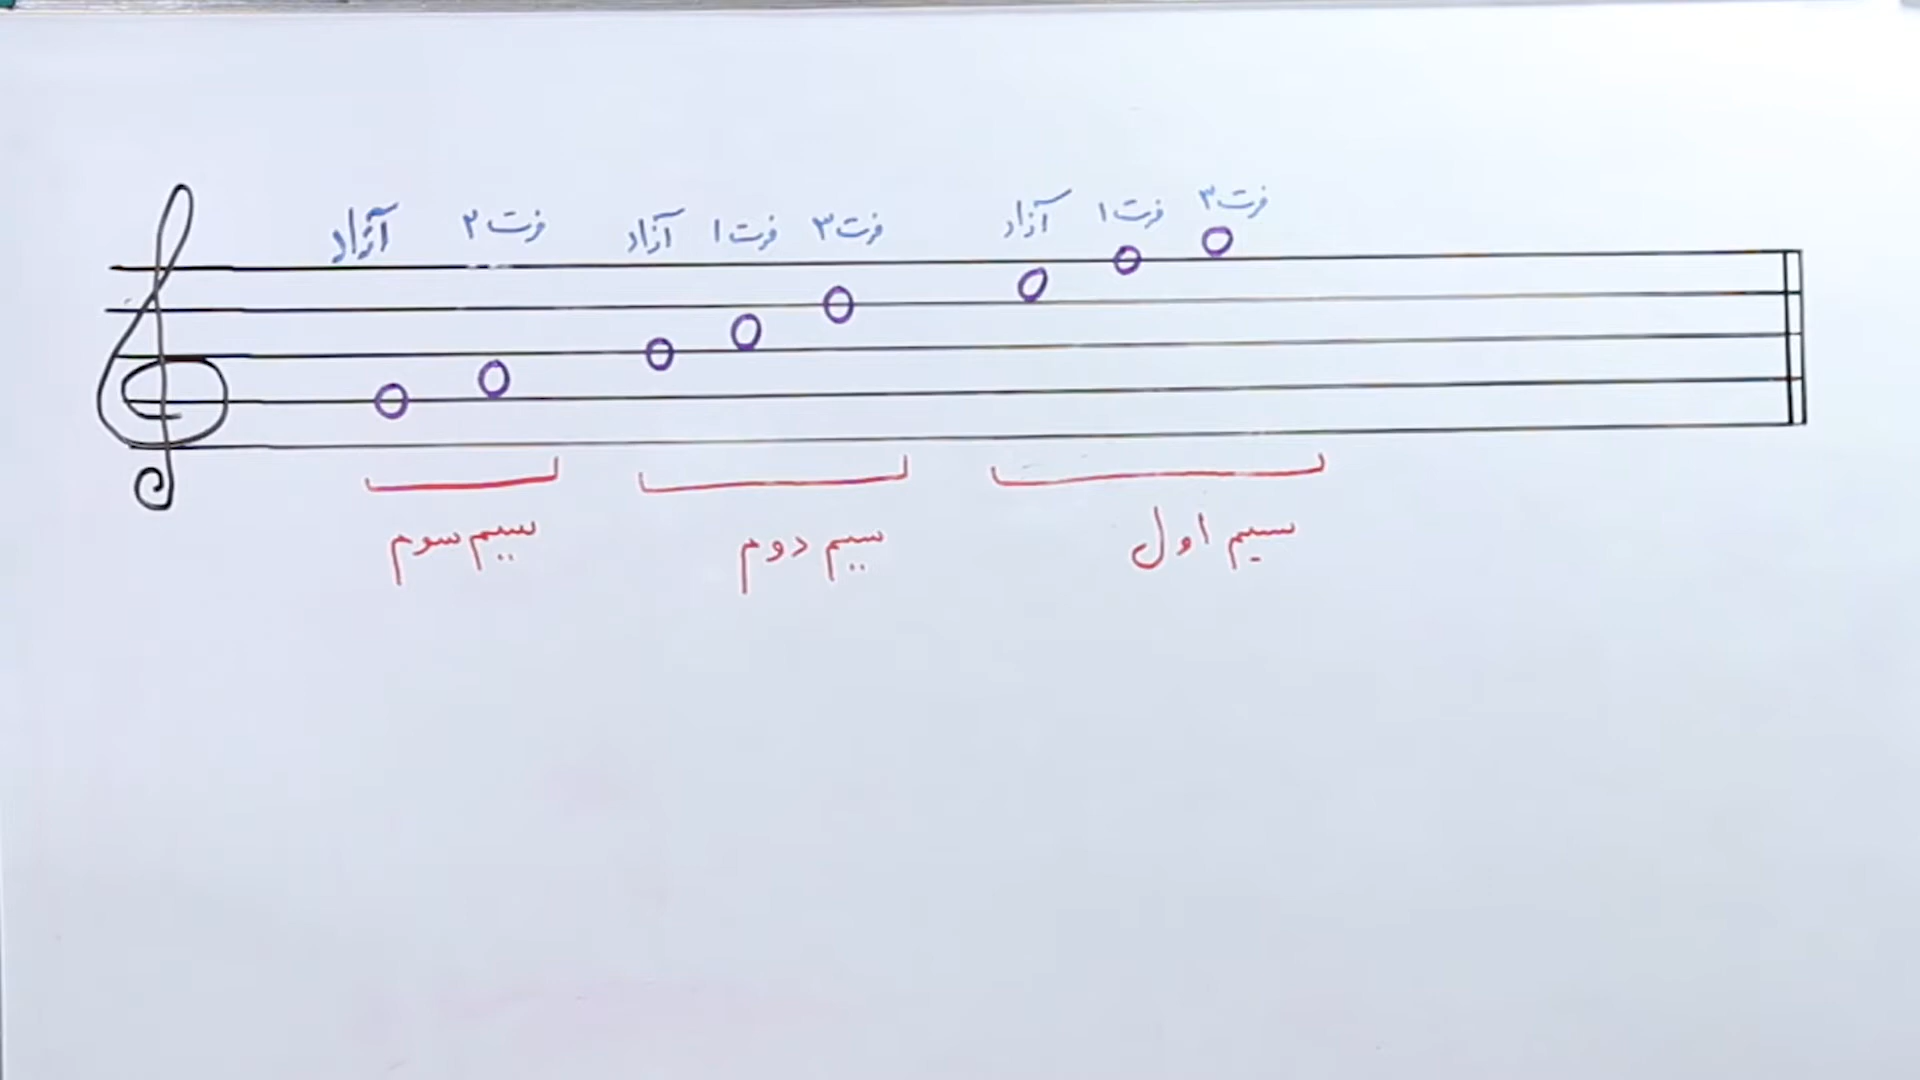 آزاد فرت ۲ آزاد فرت ۱ فرت ۳ آزاد فرت ۱ فرت ۳
سیم سوم سیم دوم سیم اول